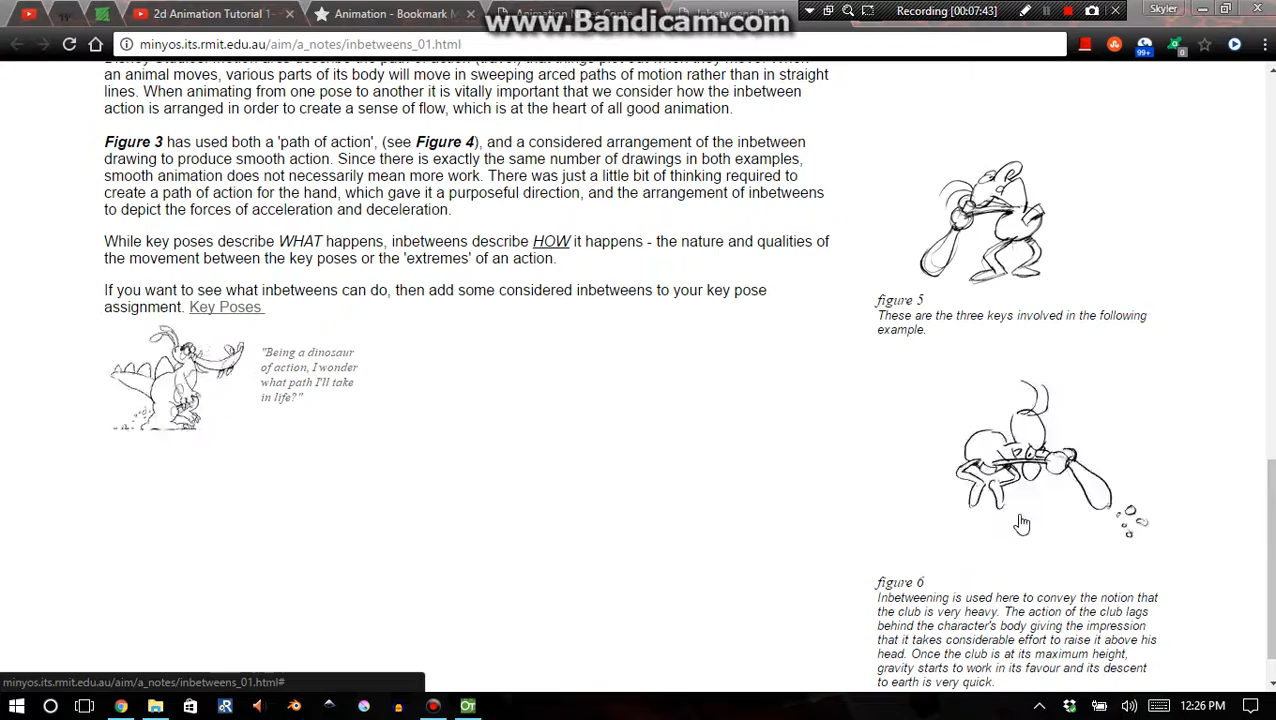 2d Animation Tutorial 1-
Animation - Bookmark M
www.Bandicam.com
Recording [00:07:43]
Skyler
minyos.its.rmit.edu.au/aim/a_notes/inbetweens_01.html
99+
0
an animal moves, various parts of its body will move in sweeping arced paths of motion rather than in straight
lines. When animating from one pose to another it is vitally important that we consider how the inbetween
action is arranged in order to create a sense of flow, which is at the heart of all good animation.
Figure 3 has used both a 'path of action', (see Figure 4), and a considered arrangement of the inbetween
drawing to produce smooth action. Since there is exactly the same number of drawings in both examples,
smooth animation does not necessarily mean more work. There was just a little bit of thinking required to
create a path of action for the hand, which gave it a purposeful direction, and the arrangement of inbetweens
to depict the forces of acceleration and deceleration.
While key poses describe WHAT happens, inbetweens describe HOW it happens - the nature and qualities of
the movement between the key poses or the 'extremes' of an action.
If you want to see what inbetweens can do, then add some considered inbetweens to your key pose
assignment. Key Poses
"Being a dinosaur
of action, I wonder
what path I'll take
in life?"
figure 5
These are the three keys involved in the following
example.
figure 6
Inbetweening is used here to convey the notion that
the club is very heavy. The action of the club lags
behind the character's body giving the impression
that it takes considerable effort to raise it above his
head. Once the club is at its maximum height,
gravity starts to work in its favour and its descent
to earth is very quick.
minyos.its.rmit.edu.au/aim/a_notes/inbetweens_01.html#
12:26 PM